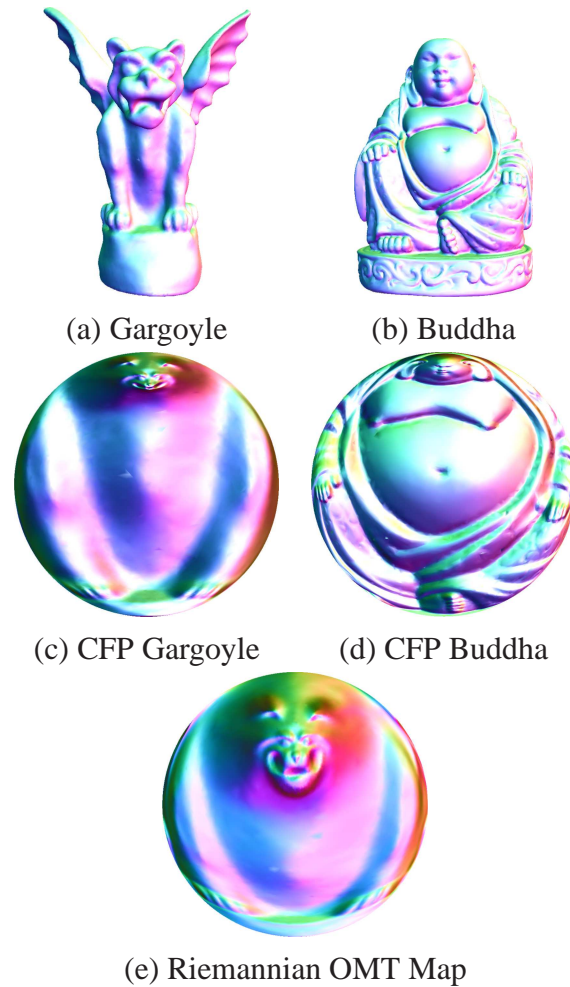 (a) Gargoyle
(b) Buddha
(c) CFP Gargoyle
(d) CFP Buddha
(e) Riemannian OMT Map